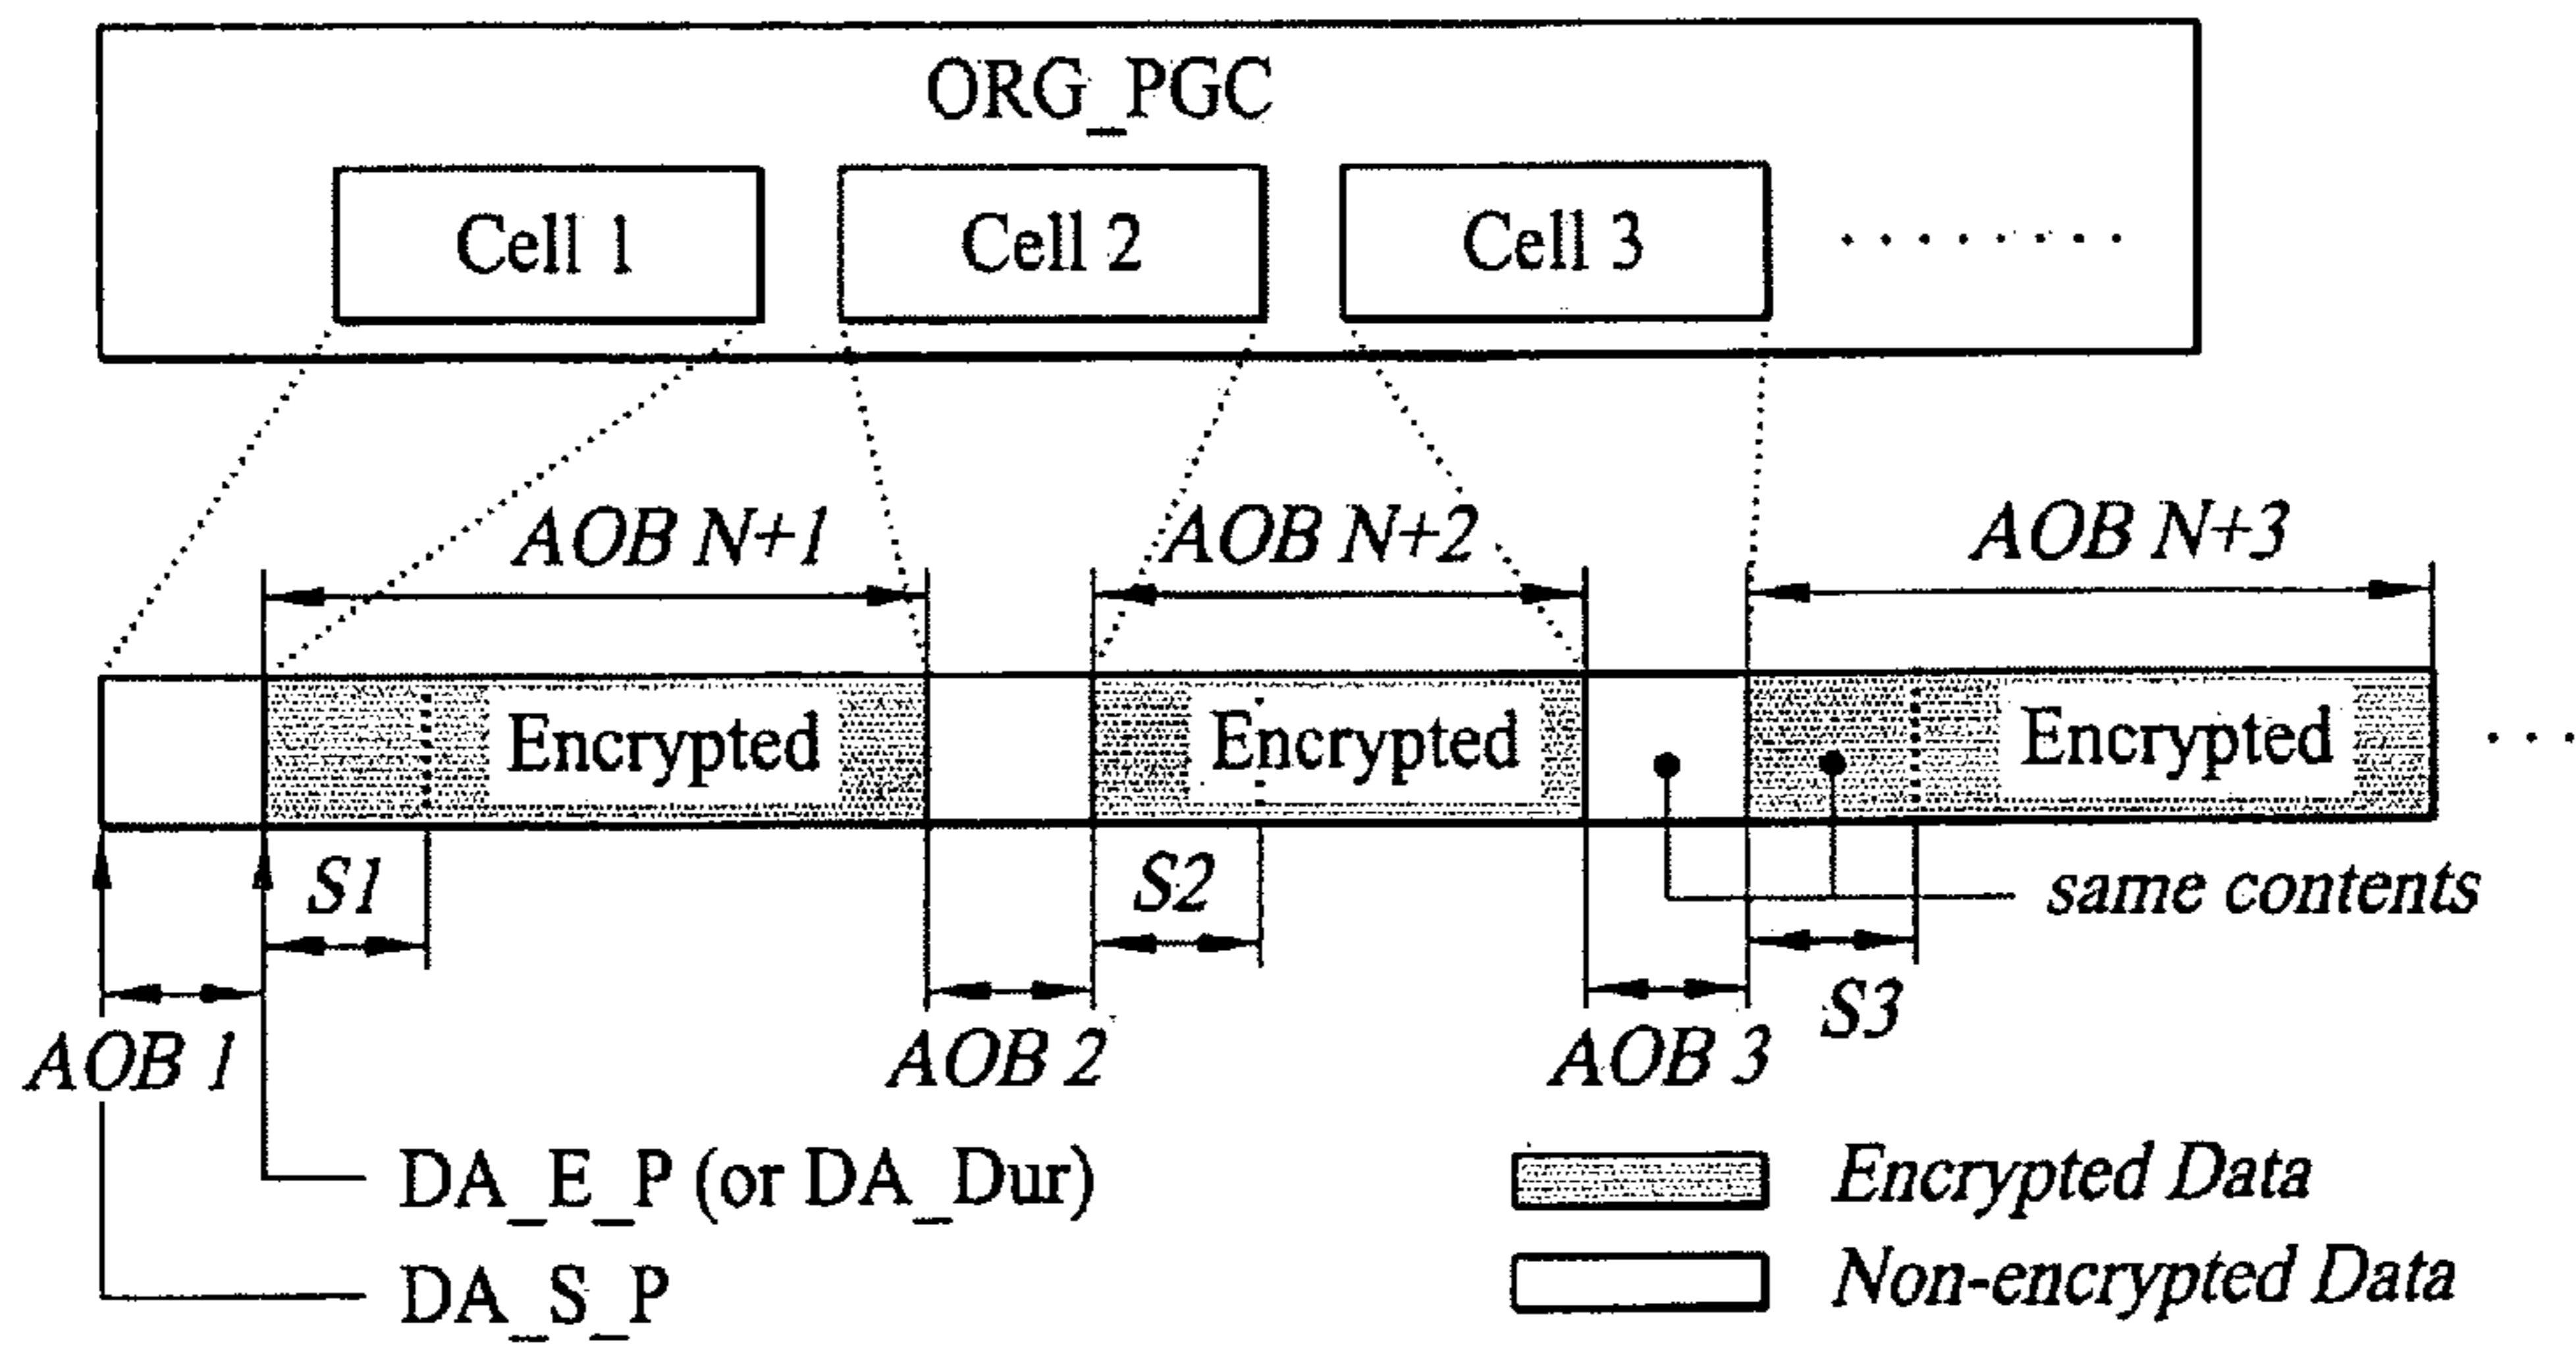 ORG_PGC
Cell 1 Cell 2 Cell 3 ........
AOB N+1 AOB N+2 AOB N+3
Encrypted Encrypted Encrypted ...
S1 S2 same contents
S3
AOB 1 AOB 2 AOB 3
DA_E_P (or DA_Dur) Encrypted Data
DA_S_P Non-encrypted Data